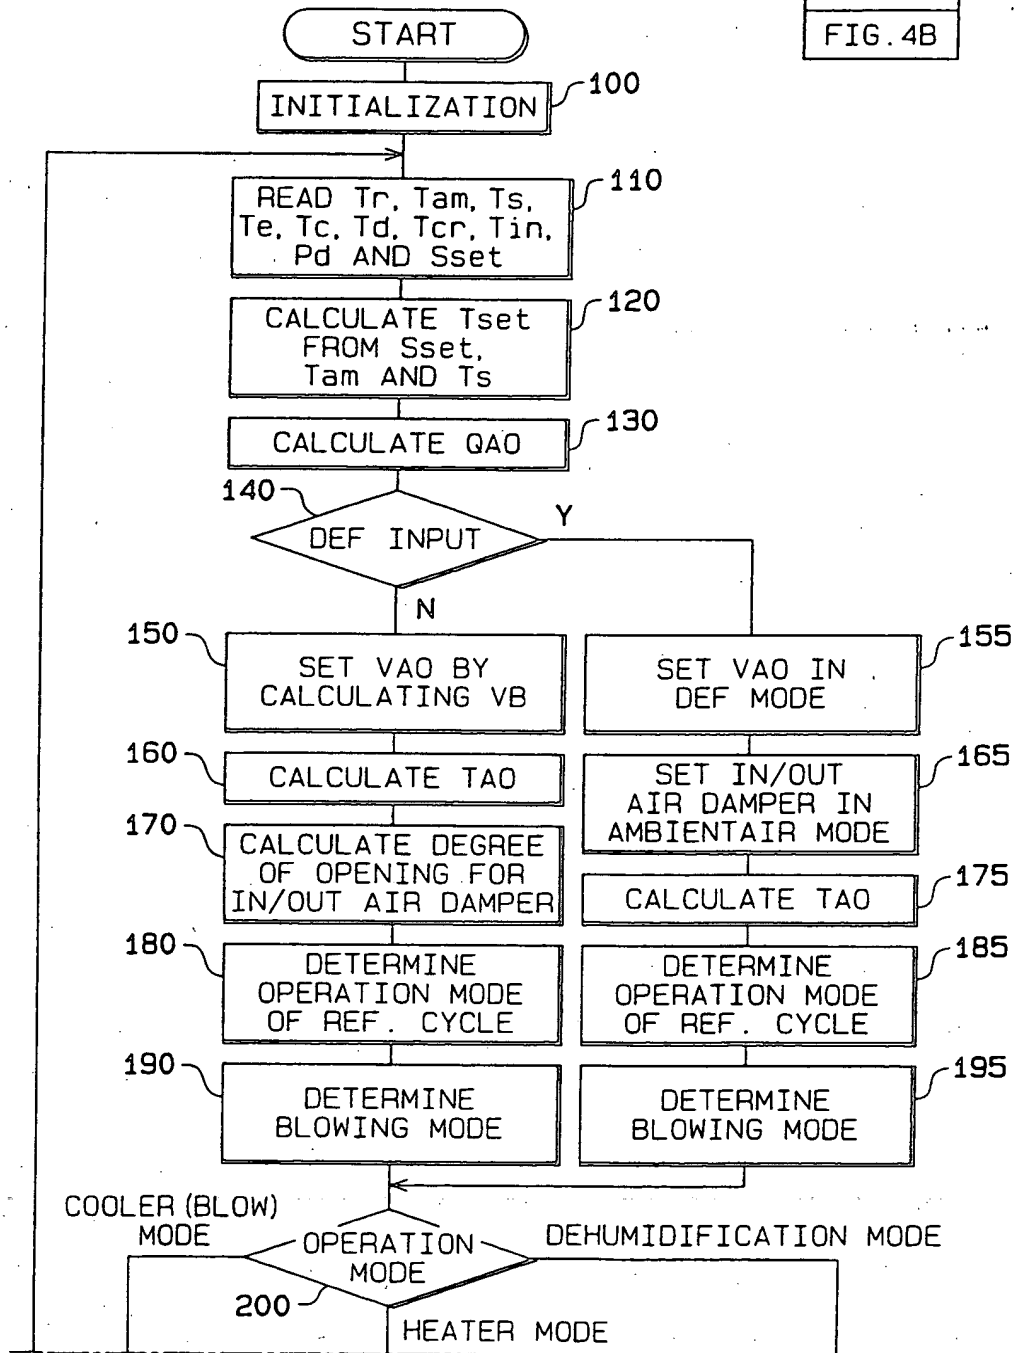 START
FIG.4B
INITIALIZATION
100
READ Tr, Tam, Ts,
Te, Tc, Td, Tcr, Tin,
Pd AND Sset
110
CALCULATE Tset
FROM Sset,
Tam AND Ts
120
CALCULATE QAO
130
140
DEF INPUT
Y
N
150
SET VAO BY
CALCULATING VB
SET VAO IN
DEF MODE
155
160
CALCULATE TAO
SET IN/OUT
AIR DAMPER IN
AMBIENTAIR MODE
165
170
CALCULATE DEGREE
OF OPENING FOR
IN/OUT AIR DAMPER
CALCULATE TAO
175
180
DETERMINE
OPERATION MODE
OF REF. CYCLE
DETERMINE
OPERATION MODE
OF REF. CYCLE
185
190
DETERMINE
BLOWING MODE
DETERMINE
BLOWING MODE
195
COOLER (BLOW)
MODE
OPERATION
MODE
DEHUMIDIFICATION MODE
200
HEATER MODE